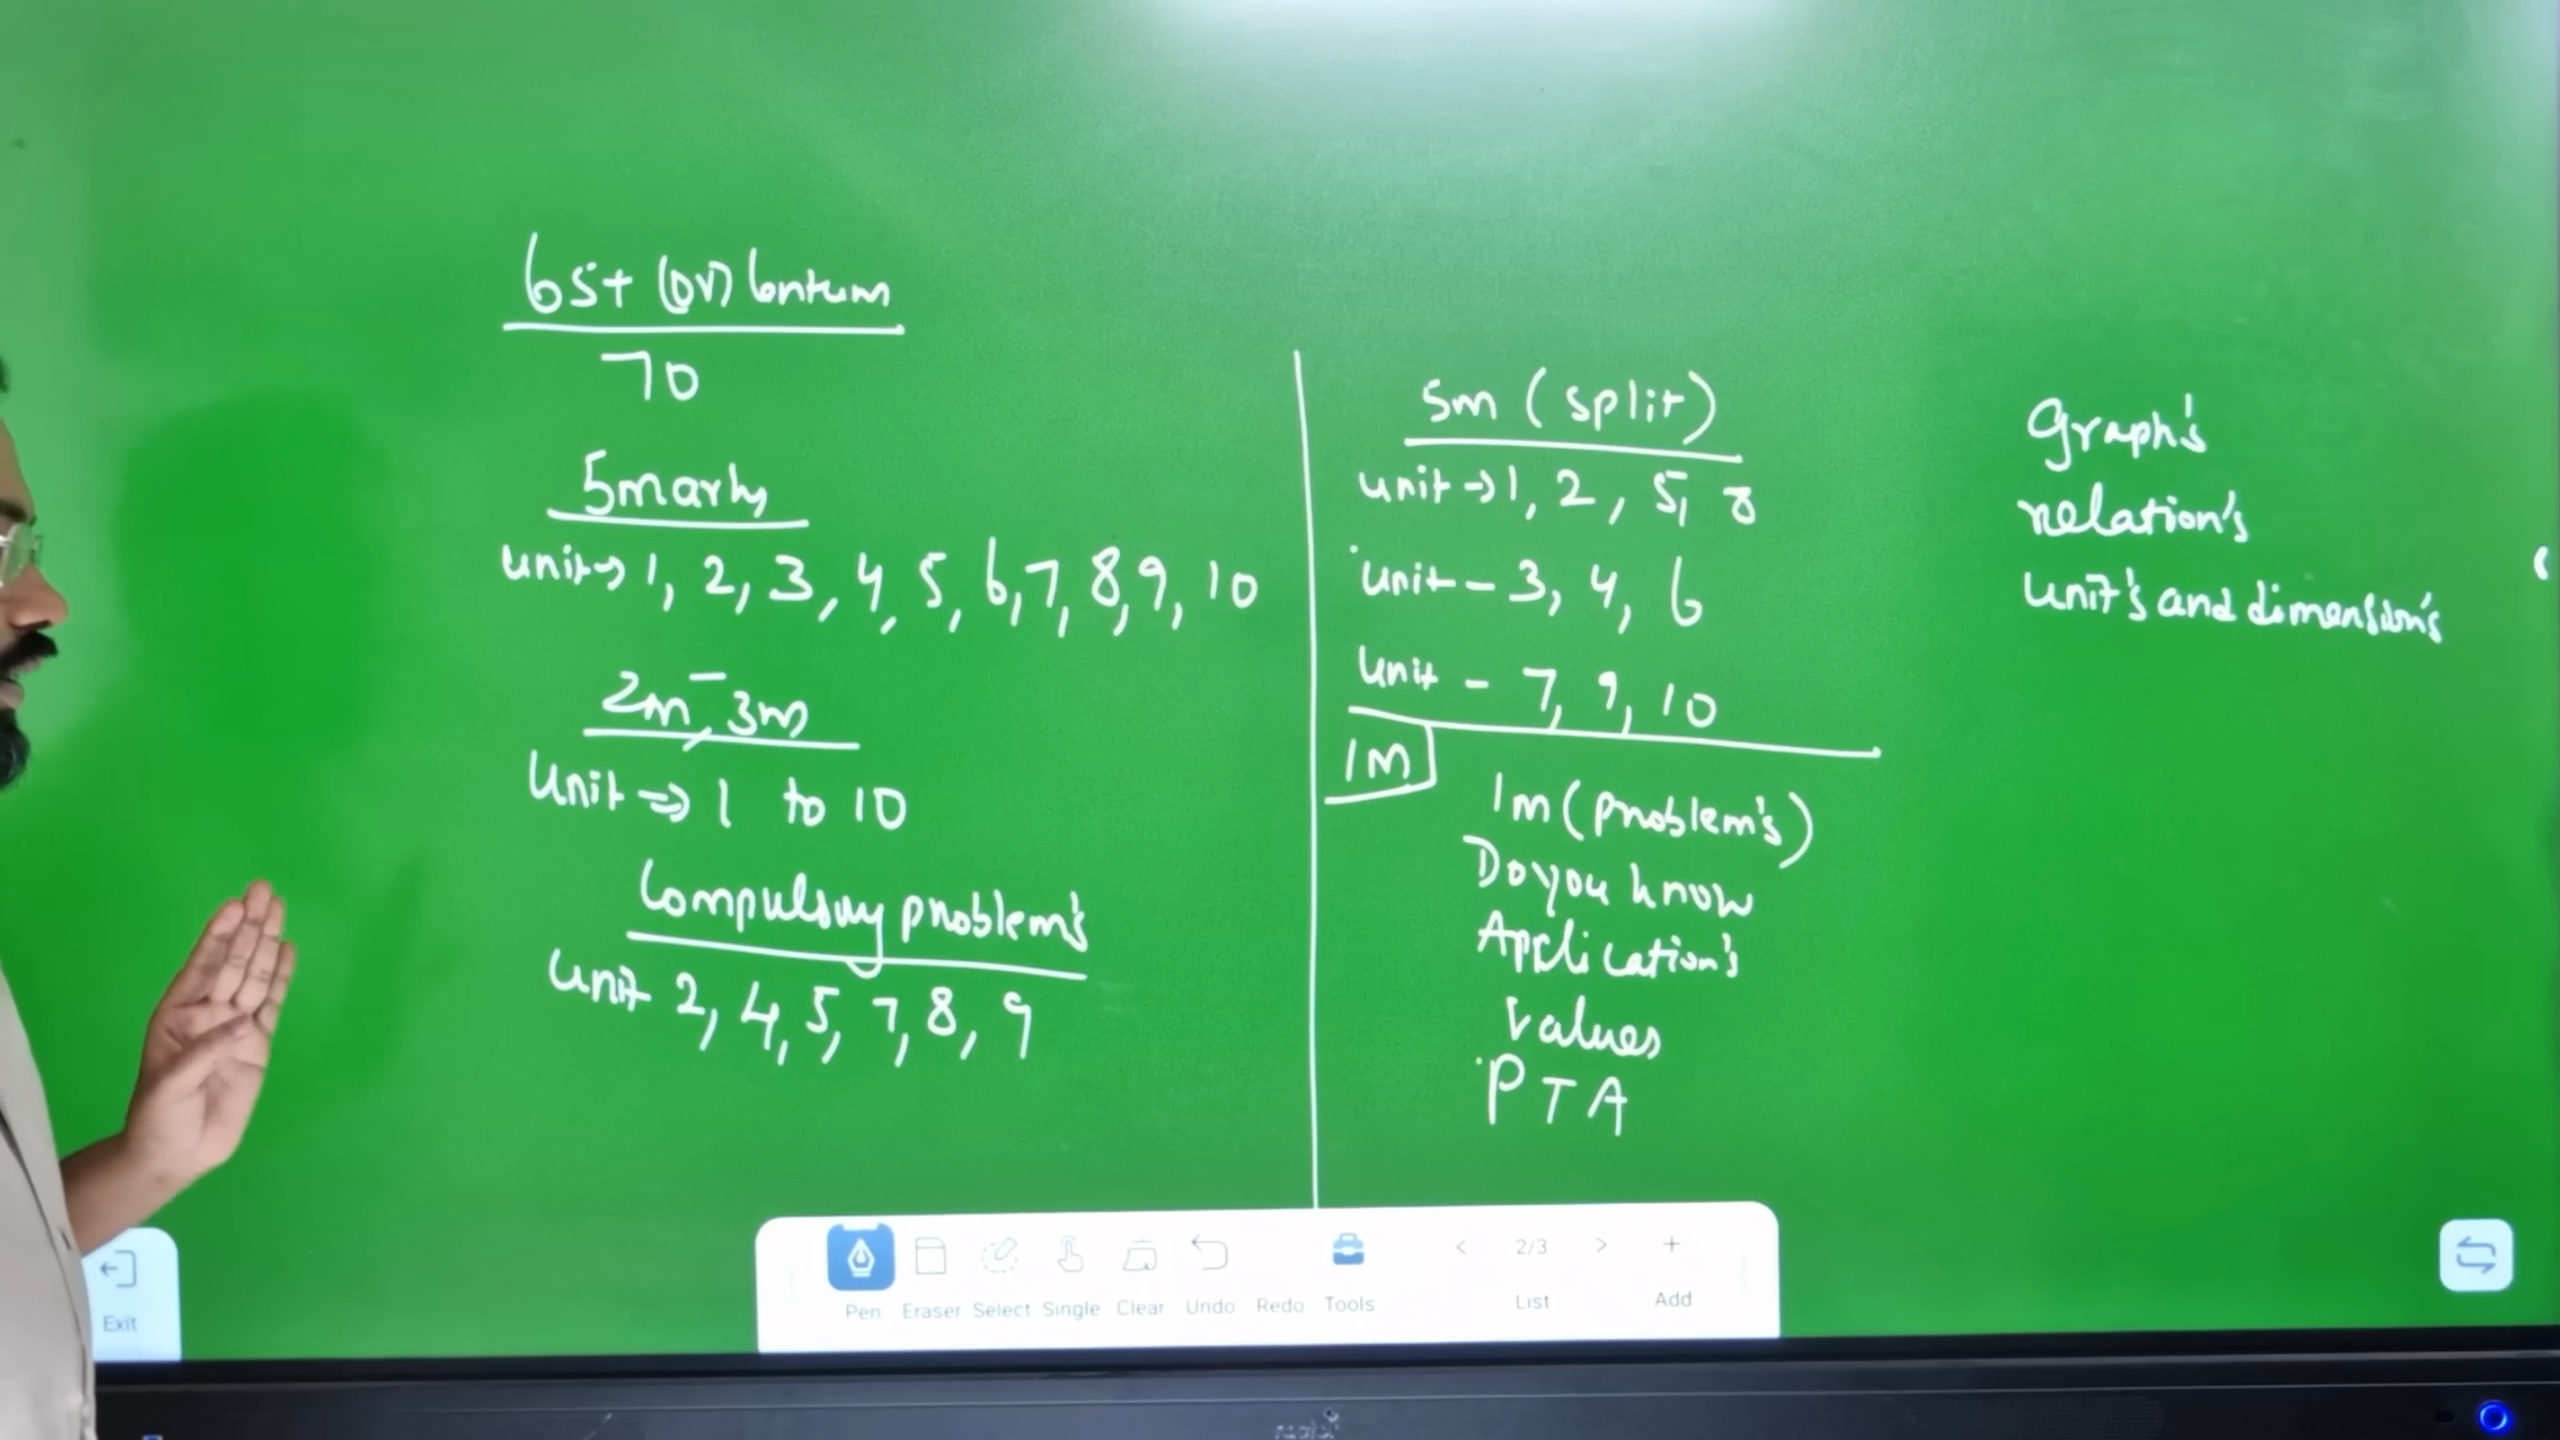 65+ (or) centum
70
5marks
unit → 1, 2, 3, 4, 5, 6, 7, 8, 9, 10
2m, 3m
Unit → 1 to 10
Compulsory problem's
unit 2, 4, 5, 7, 8, 9
5m (split)
unit → 1, 2, 5, 8
unit - 3, 4, 6
unit - 7, 9, 10
1M
1m (problem's)
Do you know
Application's
Values
PTA
Graph's
relation's
unit's and dimension's
Exit
Pen Eraser Select Single Clear Undo Redo Tools
< 2/3 > +
List Add